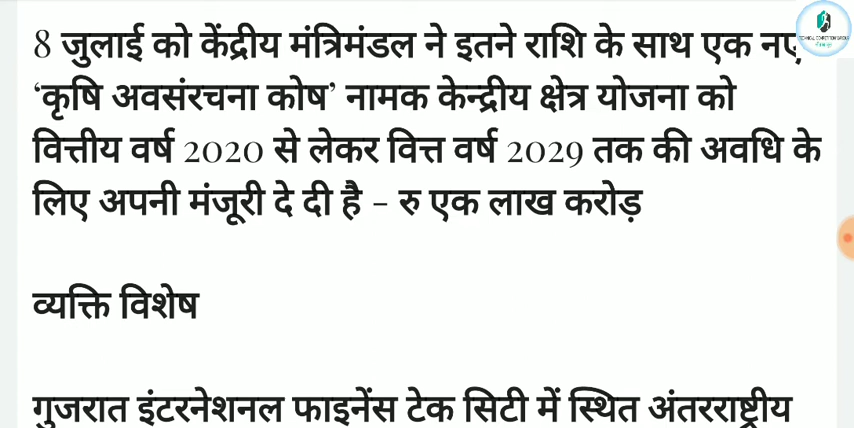 8 जुलाई को केंद्रीय मंत्रिमंडल ने इतने राशि के साथ एक नए
‘कृषि अवसंरचना कोष’ नामक केन्द्रीय क्षेत्र योजना को
वित्तीय वर्ष 2020 से लेकर वित्त वर्ष 2029 तक की अवधि के
लिए अपनी मंजूरी दे दी है - रु एक लाख करोड़
व्यक्ति विशेष
गुजरात इंटरनेशनल फाइनेंस टेक सिटी में स्थित अंतरराष्ट्रीय